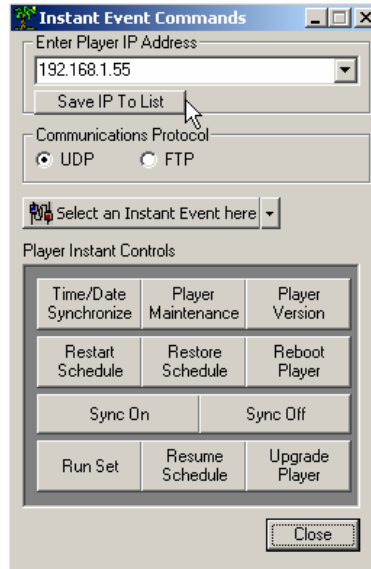 Instant Event Commands
Enter Player IP Address
192.168.1.55
Save IP To List
Communications Protocol
UDP FTP
Select an Instant Event here
Player Instant Controls
Time/Date Player Player
Synchronize Maintenance Version
Restart Restore Reboot
Schedule Schedule Player
Sync On Sync Off
Run Set Resume Upgrade
Schedule Player
Close